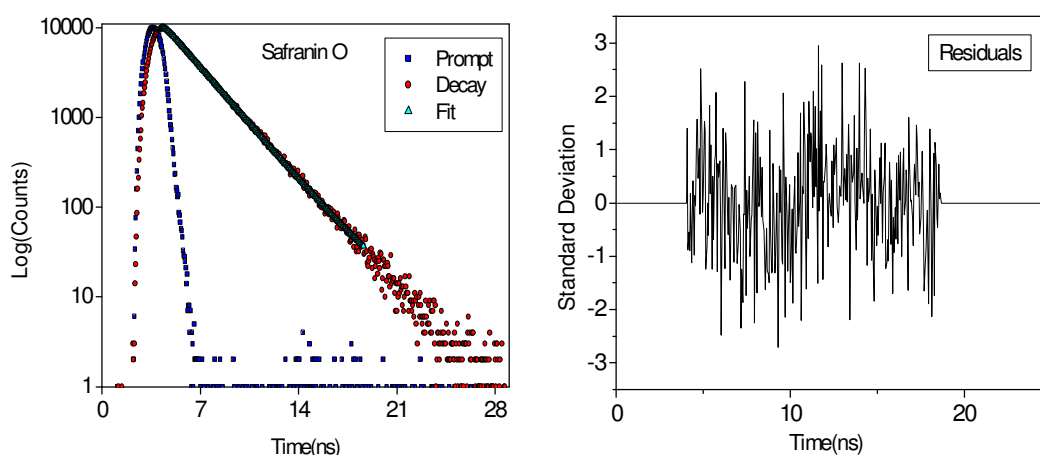 Safranin O
Prompt
Decay
Fit
Log(Counts)
10000
1000
100
10
1
0
7
14
21
28
Time(ns)
Residuals
Standard Deviation
3
2
1
0
-1
-2
-3
0
10
20
Time(ns)